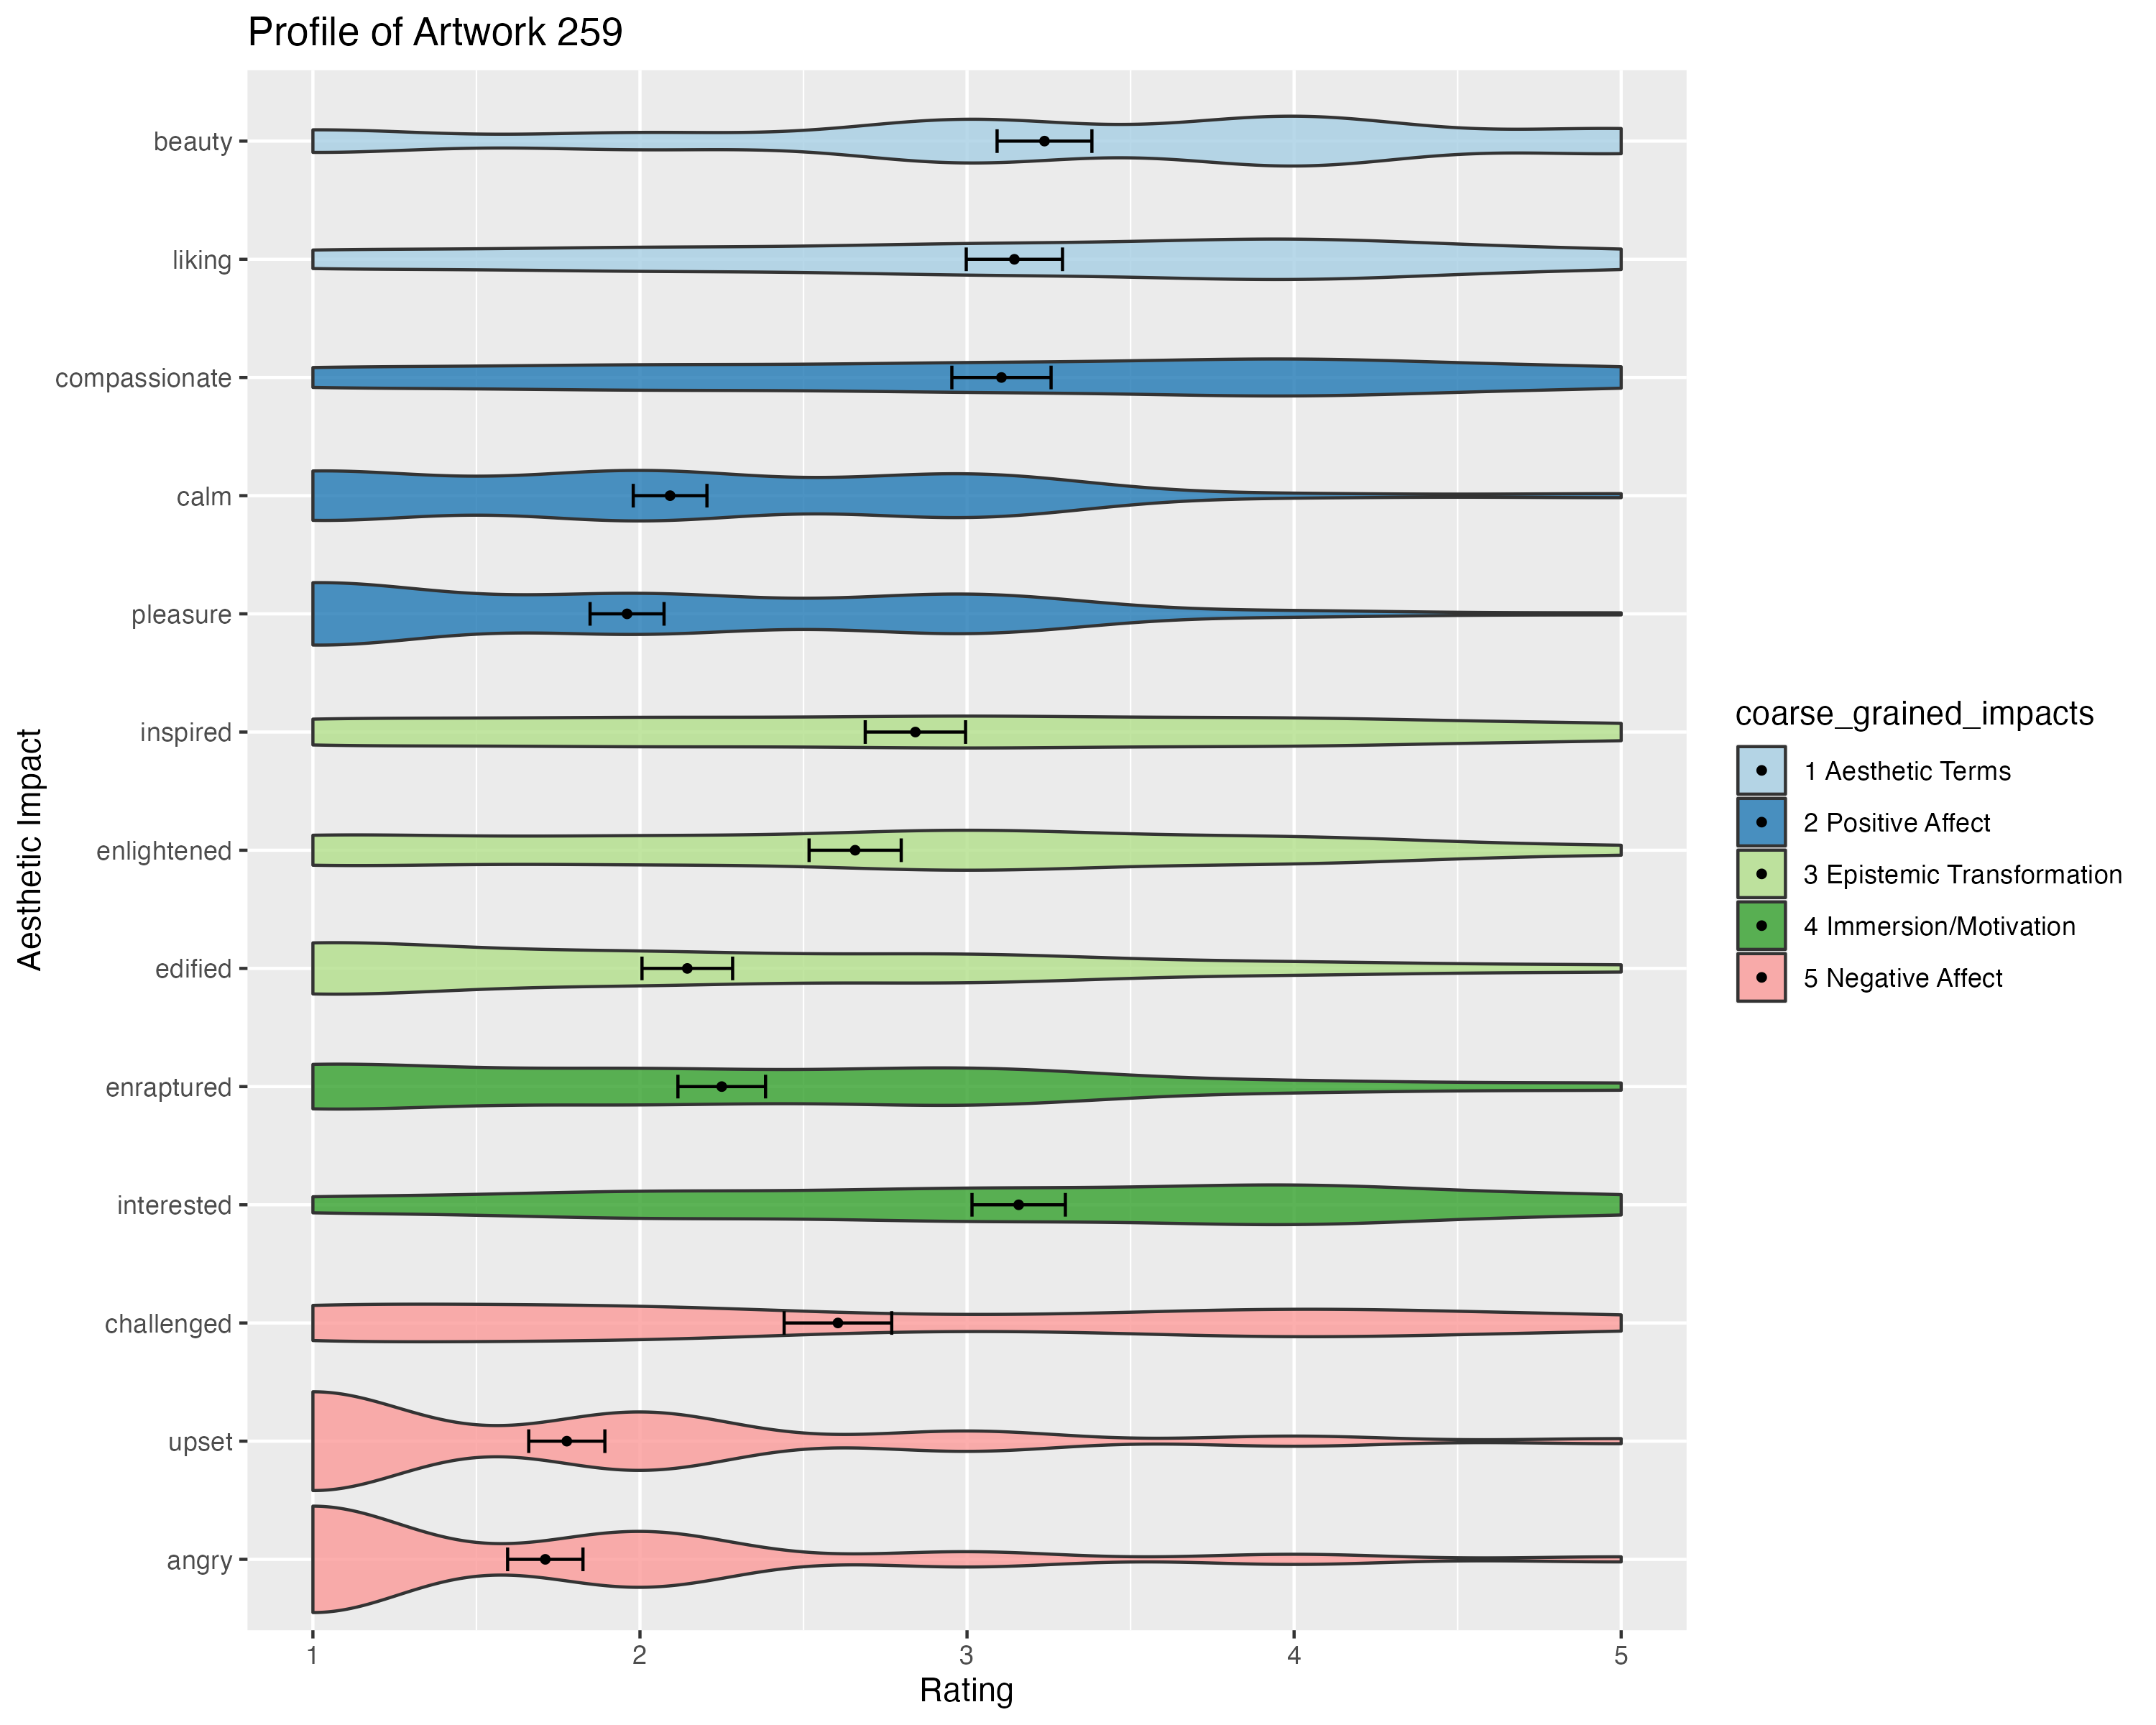 Profile of Artwork 259
Aesthetic Impact
beauty
liking
compassionate
calm
pleasure
inspired
enlightened
edified
enraptured
interested
challenged
upset
angry
1 2 3 4 5
Rating
coarse_grained_impacts
1 Aesthetic Terms
2 Positive Affect
3 Epistemic Transformation
4 Immersion/Motivation
5 Negative Affect